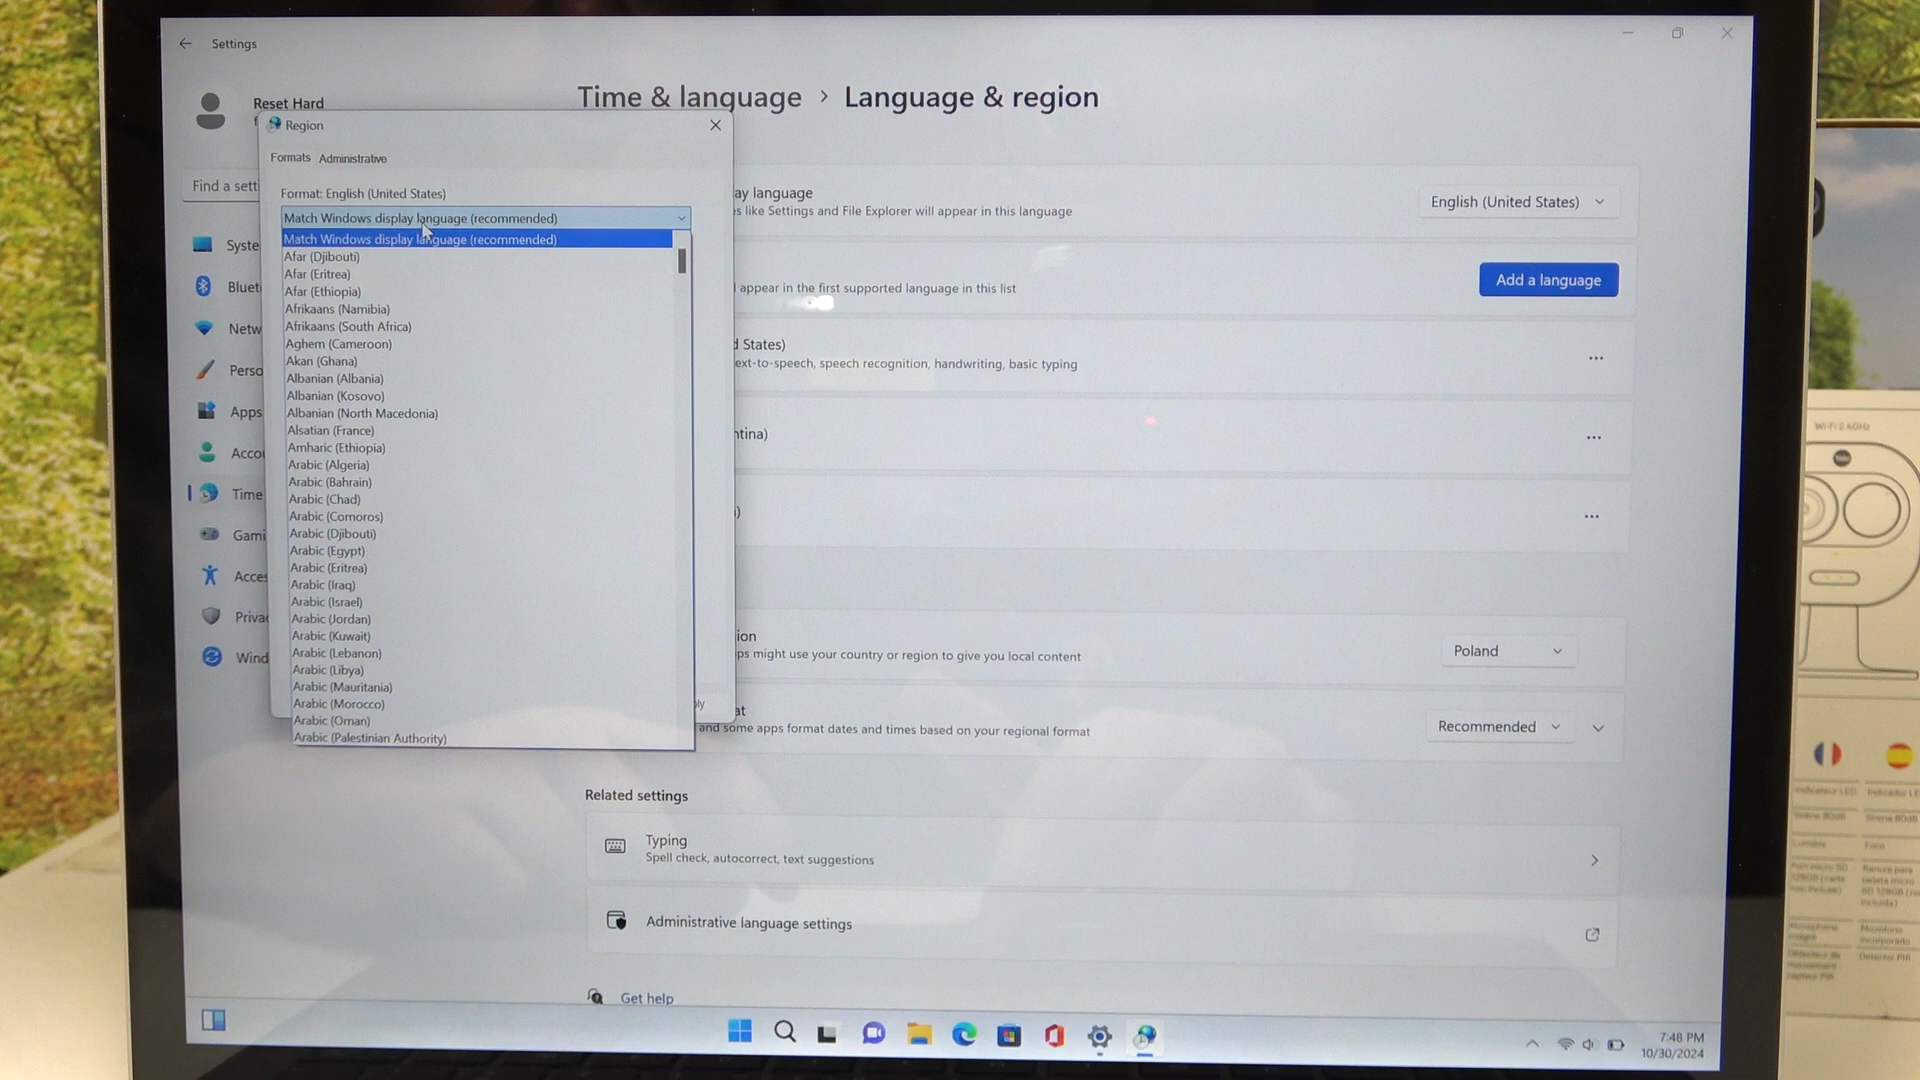 Settings
Reset Hard
Time & language > Language & region
Region
Formats Administrative
Find a sett
Format: English (United States)
Match Windows display language (recommended)
Match Windows display language (recommended)
Afar (Djibouti)
Afar (Eritrea)
Afar (Ethiopia)
Afrikaans (Namibia)
Afrikaans (South Africa)
Aghem (Cameroon)
Akan (Ghana)
Albanian (Albania)
Albanian (Kosovo)
Albanian (North Macedonia)
Alsatian (France)
Amharic (Ethiopia)
Arabic (Algeria)
Arabic (Bahrain)
Arabic (Chad)
Arabic (Comoros)
Arabic (Djibouti)
Arabic (Egypt)
Arabic (Eritrea)
Arabic (Iraq)
Arabic (Israel)
Arabic (Jordan)
Arabic (Kuwait)
Arabic (Lebanon)
Arabic (Libya)
Arabic (Mauritania)
Arabic (Morocco)
Arabic (Oman)
Arabic (Palestinian Authority)
Syste
Bluet
Netw
Perso
Apps
Accou
Time
Gami
Acces
Priva
Wind
ay language
s like Settings and File Explorer will appear in this language
English (United States)
appear in the first supported language in this list
Add a language
d States)
ext-to-speech, speech recognition, handwriting, basic typing
ntina)
ion
ps might use your country or region to give you local content
Poland
ly
at
and some apps format dates and times based on your regional format
Recommended
Related settings
Typing
Spell check, autocorrect, text suggestions
Administrative language settings
Get help
7:48 PM
10/30/2024
Wi-Fi 2.4GHz
Yale